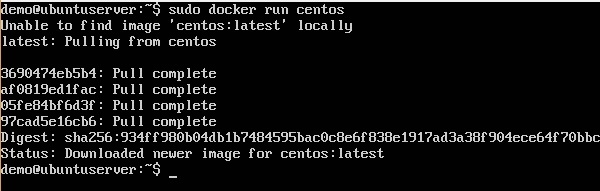 demo@ubuntuserver:~$ sudo docker run centos
Unable to find image 'centos:latest' locally
latest: Pulling from centos
3690474eb5b4: Pull complete
af0819ed1fac: Pull complete
05fe84bf6d3f: Pull complete
97cad5e16cb6: Pull complete
Digest: sha256:934ff980b04db1b7484595bac0c8e6f838e1917ad3a38f904ece64f70bbc
Status: Downloaded newer image for centos:latest
demo@ubuntuserver:~$ _